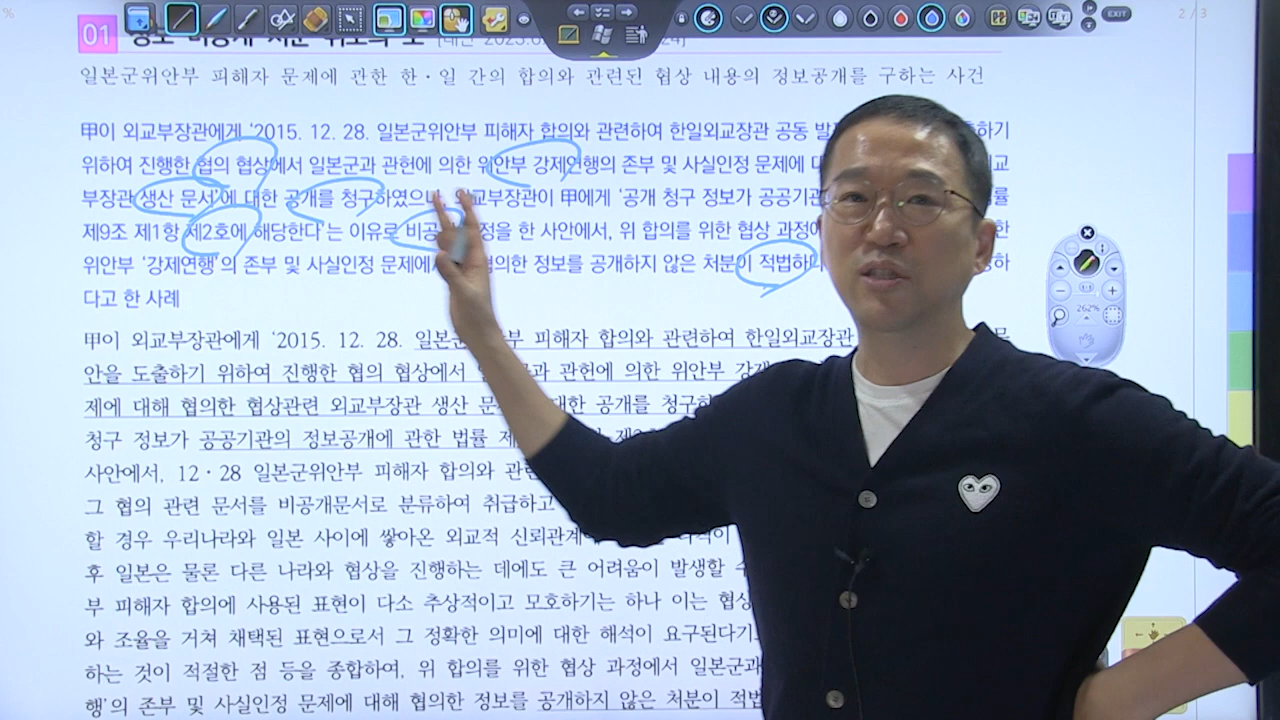 %
2 / 3
EXIT
01
일본군위안부 피해자 문제에 관한 한・일 간의 합의와 관련된 협상 내용의 정보공개를 구하는 사건
甲이 외교부장관에게 ‘2015. 12. 28. 일본군위안부 피해자 합의와 관련하여 한일외교장관 공동 발표
하기
위하여 진행한 협의 협상에서 일본군과 관헌에 의한 위안부 강제연행의 존부 및 사실인정 문제에 대
부장관 생산 문서’에 대한 공개를 청구하였으나, 외교부장관이 甲에게 ‘공개 청구 정보가 공공기관
률
제9조 제1항 제2호에 해당한다’는 이유로 비공개 결정을 한 사안에서, 위 합의를 위한 협상 과정에
한
위안부 ‘강제연행’의 존부 및 사실인정 문제에 협의한 정보를 공개하지 않은 처분이 적법하다
하
다고 한 사례
甲이 외교부장관에게 ‘2015. 12. 28. 일본군위안부 피해자 합의와 관련하여 한일외교장관
문
안을 도출하기 위하여 진행한 협의 협상에서 일본군과 관헌에 의한 위안부 강제
제에 대해 협의한 협상관련 외교부장관 생산 문서 대한 공개를 청구하
청구 정보가 공공기관의 정보공개에 관한 법률 제
사안에서, 12・28 일본군위안부 피해자 합의와 관련
그 협의 관련 문서를 비공개문서로 분류하여 취급하고
할 경우 우리나라와 일본 사이에 쌓아온 외교적 신뢰관계에
후 일본은 물론 다른 나라와 협상을 진행하는 데에도 큰 어려움이 발생할 수
부 피해자 합의에 사용된 표현이 다소 추상적이고 모호하기는 하나 이는 협상
와 조율을 거쳐 채택된 표현으로서 그 정확한 의미에 대한 해석이 요구된다기
하는 것이 적절한 점 등을 종합하여, 위 합의를 위한 협상 과정에서 일본군과
행’의 존부 및 사실인정 문제에 대해 협의한 정보를 공개하지 않은 처분이 적법
262%